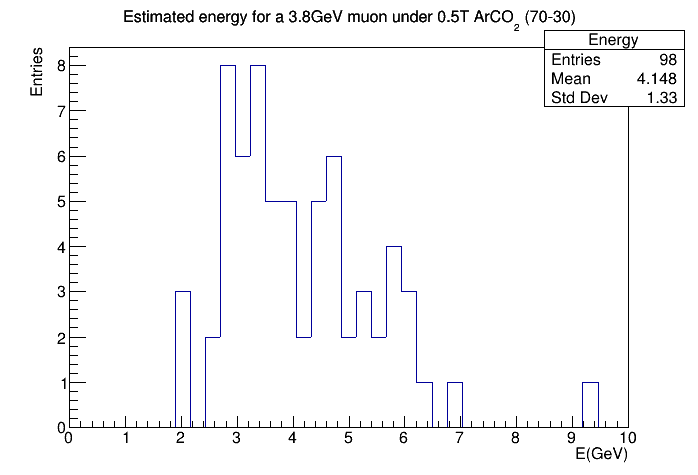 Estimated energy for a 3.8GeV muon under 0.5T ArCO2 (70-30)
Energy
Entries 98
Mean 4.148
Std Dev 1.33
Entries
8
7
6
5
4
3
2
1
0
0 1 2 3 4 5 6 7 8 9 10
E(GeV)